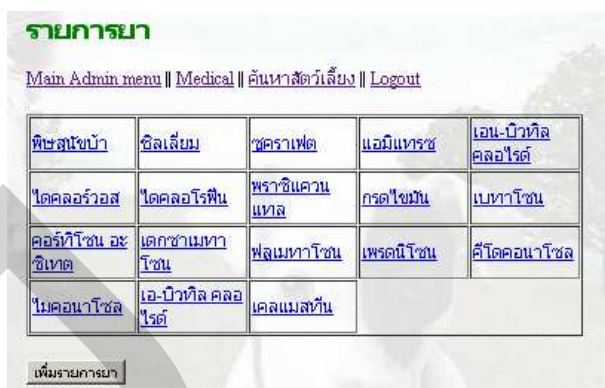 รายการยา
Main Admin menu || Medical || ค้นหาสัตว์เลี้ยง || Logout
พิษสุนัขบ้า ซิลเลี่ยม ซูคราเฟต แอมิแทรซ เอน-บิวทิล
คลอไรด์
ไดคลอร์วอส ไดคลอโรฟีน พราซิแควน
แทล กรดไขมัน เบทาโซน
คอร์ทิโซน อะ
ซิเทต เดกซาเมทา
โซน ฟลูเมทาโซน เพรดนิโซน คีโตคอนาโซล
ไมคอนาโซล เอ-บิวทิล คลอ
ไรด์ เคลแมสทีน
เพิ่มรายการยา